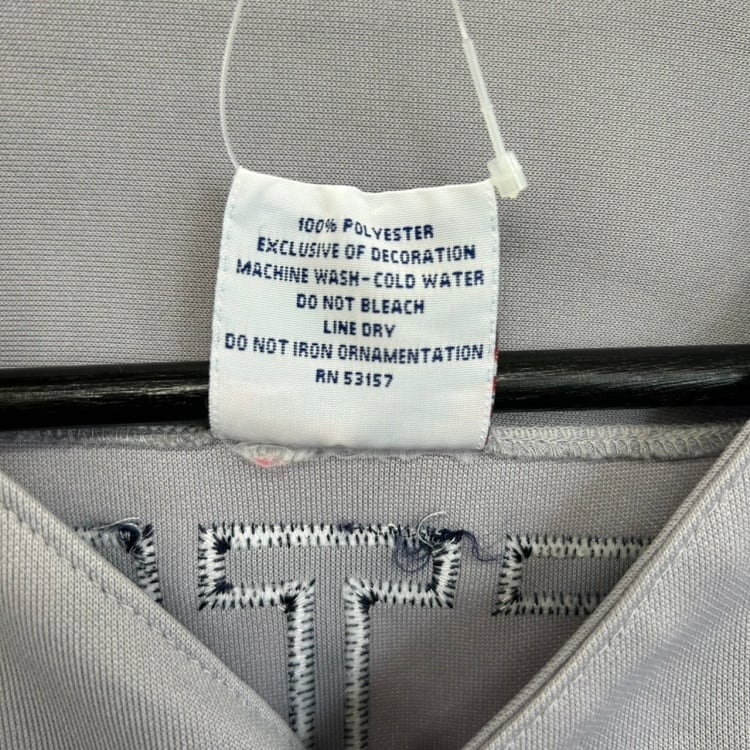 100% POLYESTER
EXCLUSIVE OF DECORATION
MACHINE WASH-COLD WATER
DO NOT BLEACH
LINE DRY
DO NOT IRON ORNAMENTATION
RN 53157